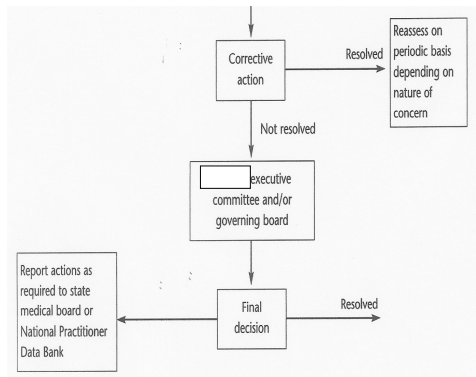 Corrective
action
Resolved
Reassess on
periodic basis
depending on
nature of
concern
Not resolved
executive
committee and/or
governing board
Report actions as
required to state
medical board or
National Practitioner
Data Bank
Final
decision
Resolved